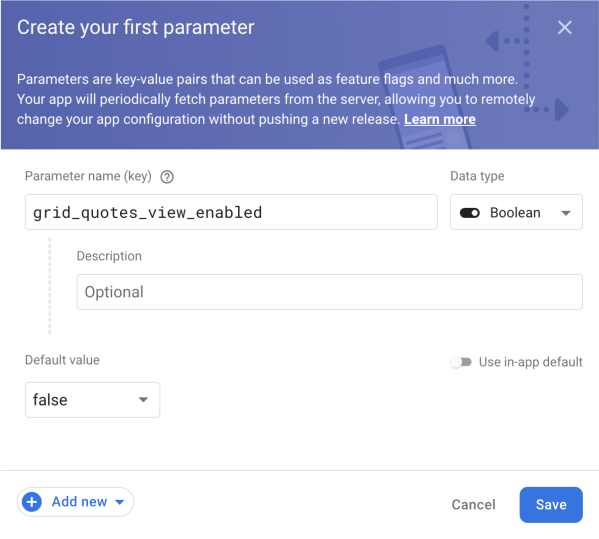 Create your first parameter
Parameters are key-value pairs that can be used as feature flags and much more.
Your app will periodically fetch parameters from the server, allowing you to remotely
change your app configuration without pushing a new release. Learn more
Parameter name (key)
Data type
grid_quotes_view_enabled
Boolean
Description
Optional
Default value
Use in-app default
false
Add new
Cancel
Save